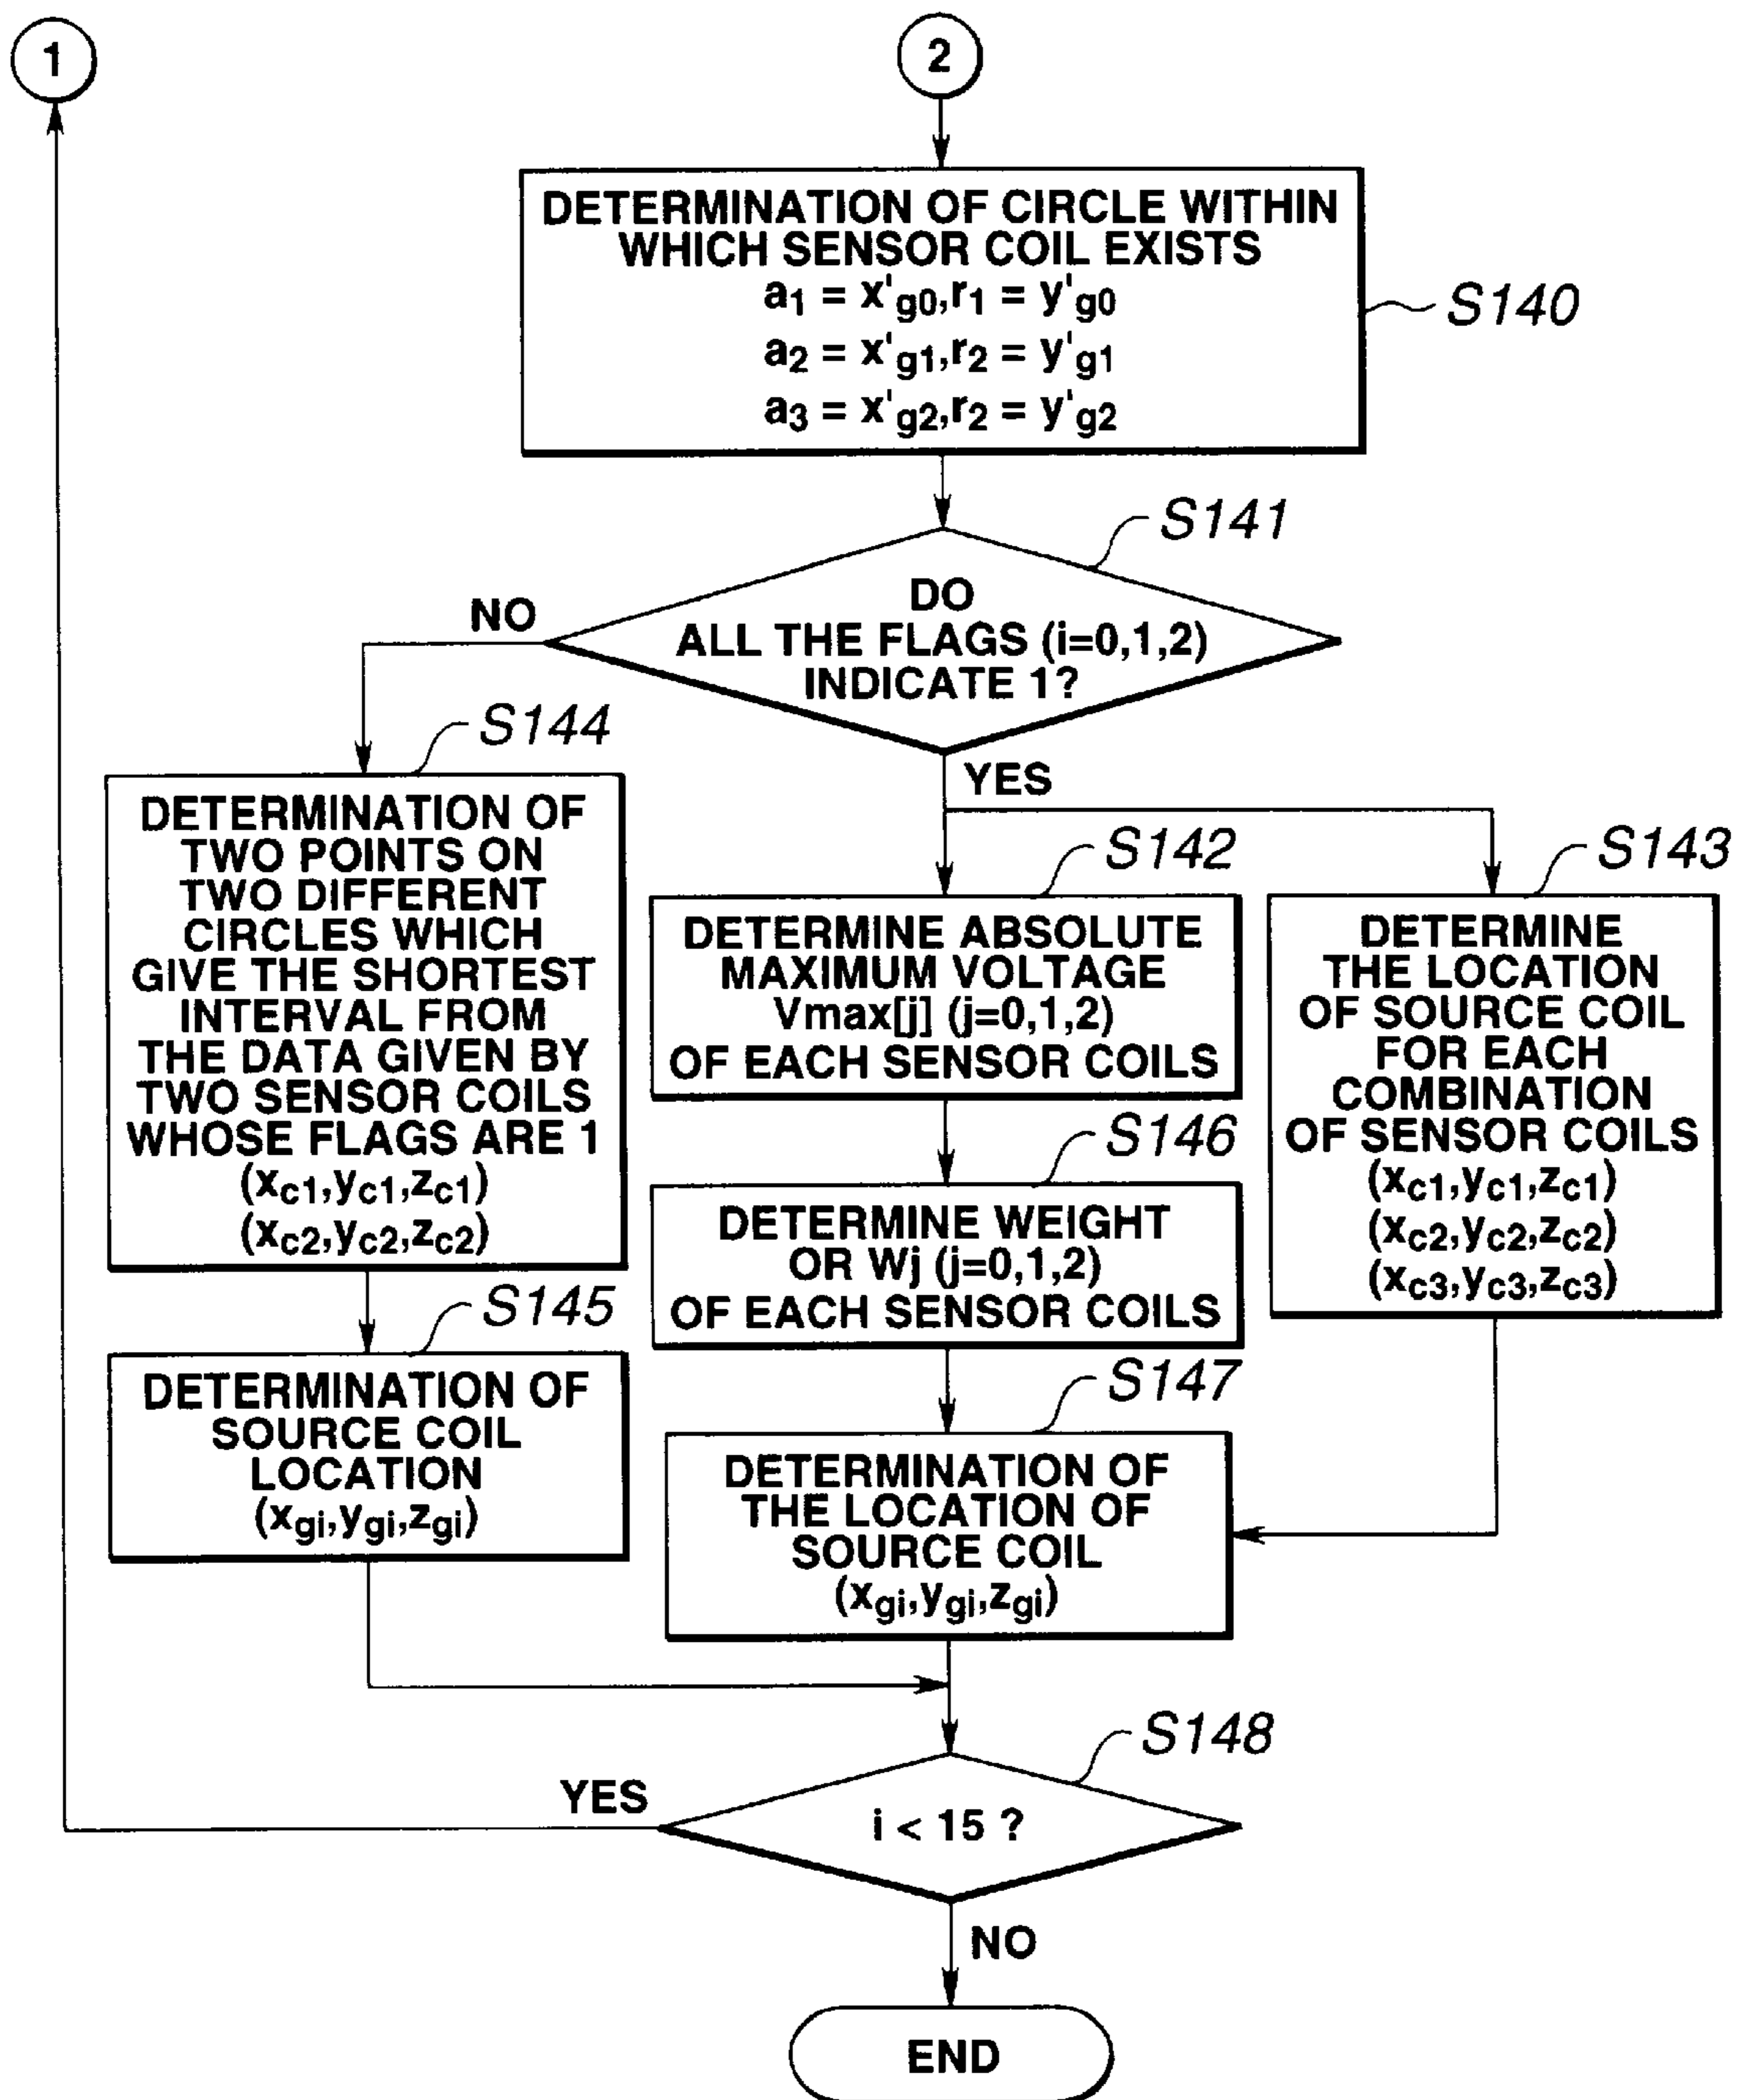 1
2
DETERMINATION OF CIRCLE WITHIN
WHICH SENSOR COIL EXISTS
a1 = x'g0,r1 = y'g0
a2 = x'g1,r2 = y'g1
a3 = x'g2,r2 = y'g2
S140
S141
DO
ALL THE FLAGS (i=0,1,2)
INDICATE 1?
NO
YES
S144
DETERMINATION OF
TWO POINTS ON
TWO DIFFERENT
CIRCLES WHICH
GIVE THE SHORTEST
INTERVAL FROM
THE DATA GIVEN BY
TWO SENSOR COILS
WHOSE FLAGS ARE 1
(xc1,yc1,zc1)
(xc2,yc2,zc2)
S142
DETERMINE ABSOLUTE
MAXIMUM VOLTAGE
Vmax[j] (j=0,1,2)
OF EACH SENSOR COILS
S143
DETERMINE
THE LOCATION
OF SOURCE COIL
FOR EACH
COMBINATION
OF SENSOR COILS
(xc1,yc1,zc1)
(xc2,yc2,zc2)
(xc3,yc3,zc3)
S146
DETERMINE WEIGHT
OR Wj (j=0,1,2)
OF EACH SENSOR COILS
S145
DETERMINATION OF
SOURCE COIL
LOCATION
(xgi,ygi,zgi)
S147
DETERMINATION OF
THE LOCATION OF
SOURCE COIL
(xgi,ygi,zgi)
S148
i < 15 ?
YES
NO
END